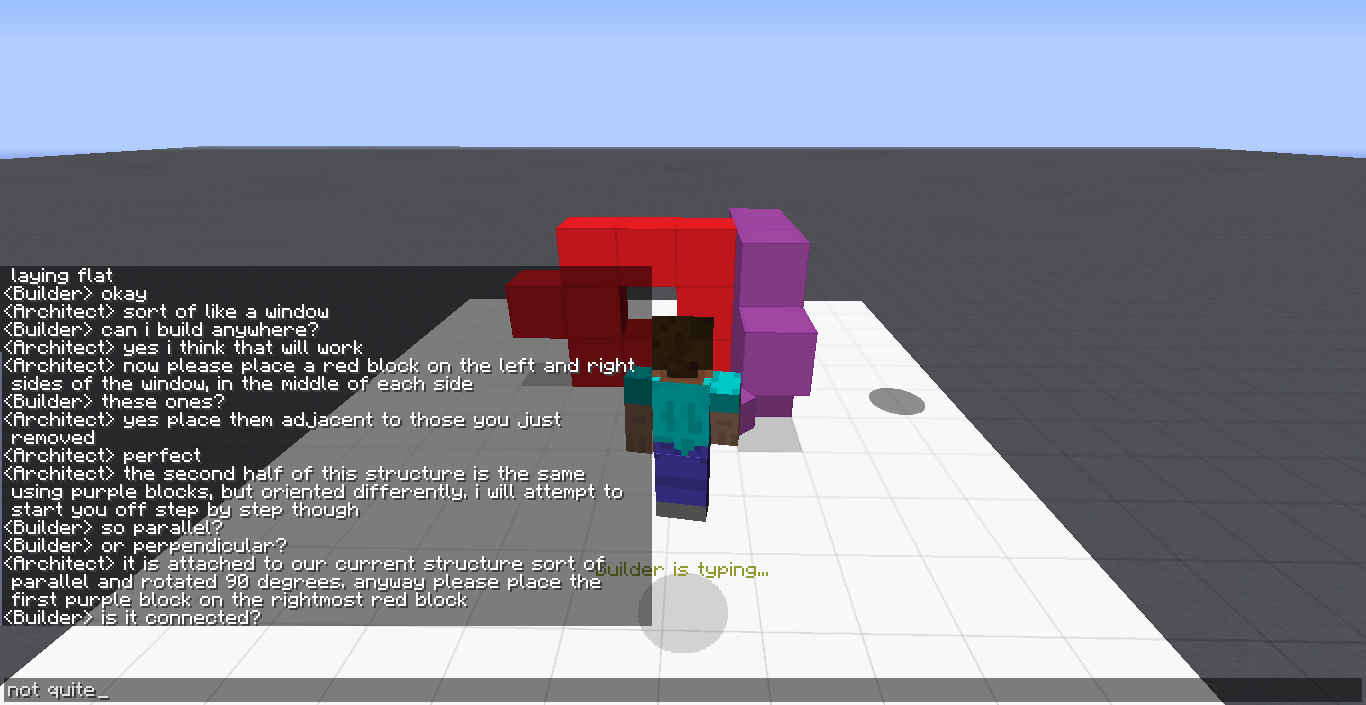 laying flat
<Builder> okay
<Architect> sort of like a window
<Builder> can i build anywhere?
<Architect> yes i think that will work
<Architect> now please place a red block on the left and right
sides of the window, in the middle of each side
<Builder> these ones?
<Architect> yes place them adjacent to those you just
removed
<Architect> perfect
<Architect> the second half of this structure is the same
using purple blocks, but oriented differently. i will attempt to
start you off step by step though
<Builder> so parallel?
<Builder> or perpendicular?
<Architect> it is attached to our current structure sort of
parallel and rotated 90 degrees. anyway please place the
first purple block on the rightmost red block
<Builder> is it connected?
Builder is typing...
not quite_